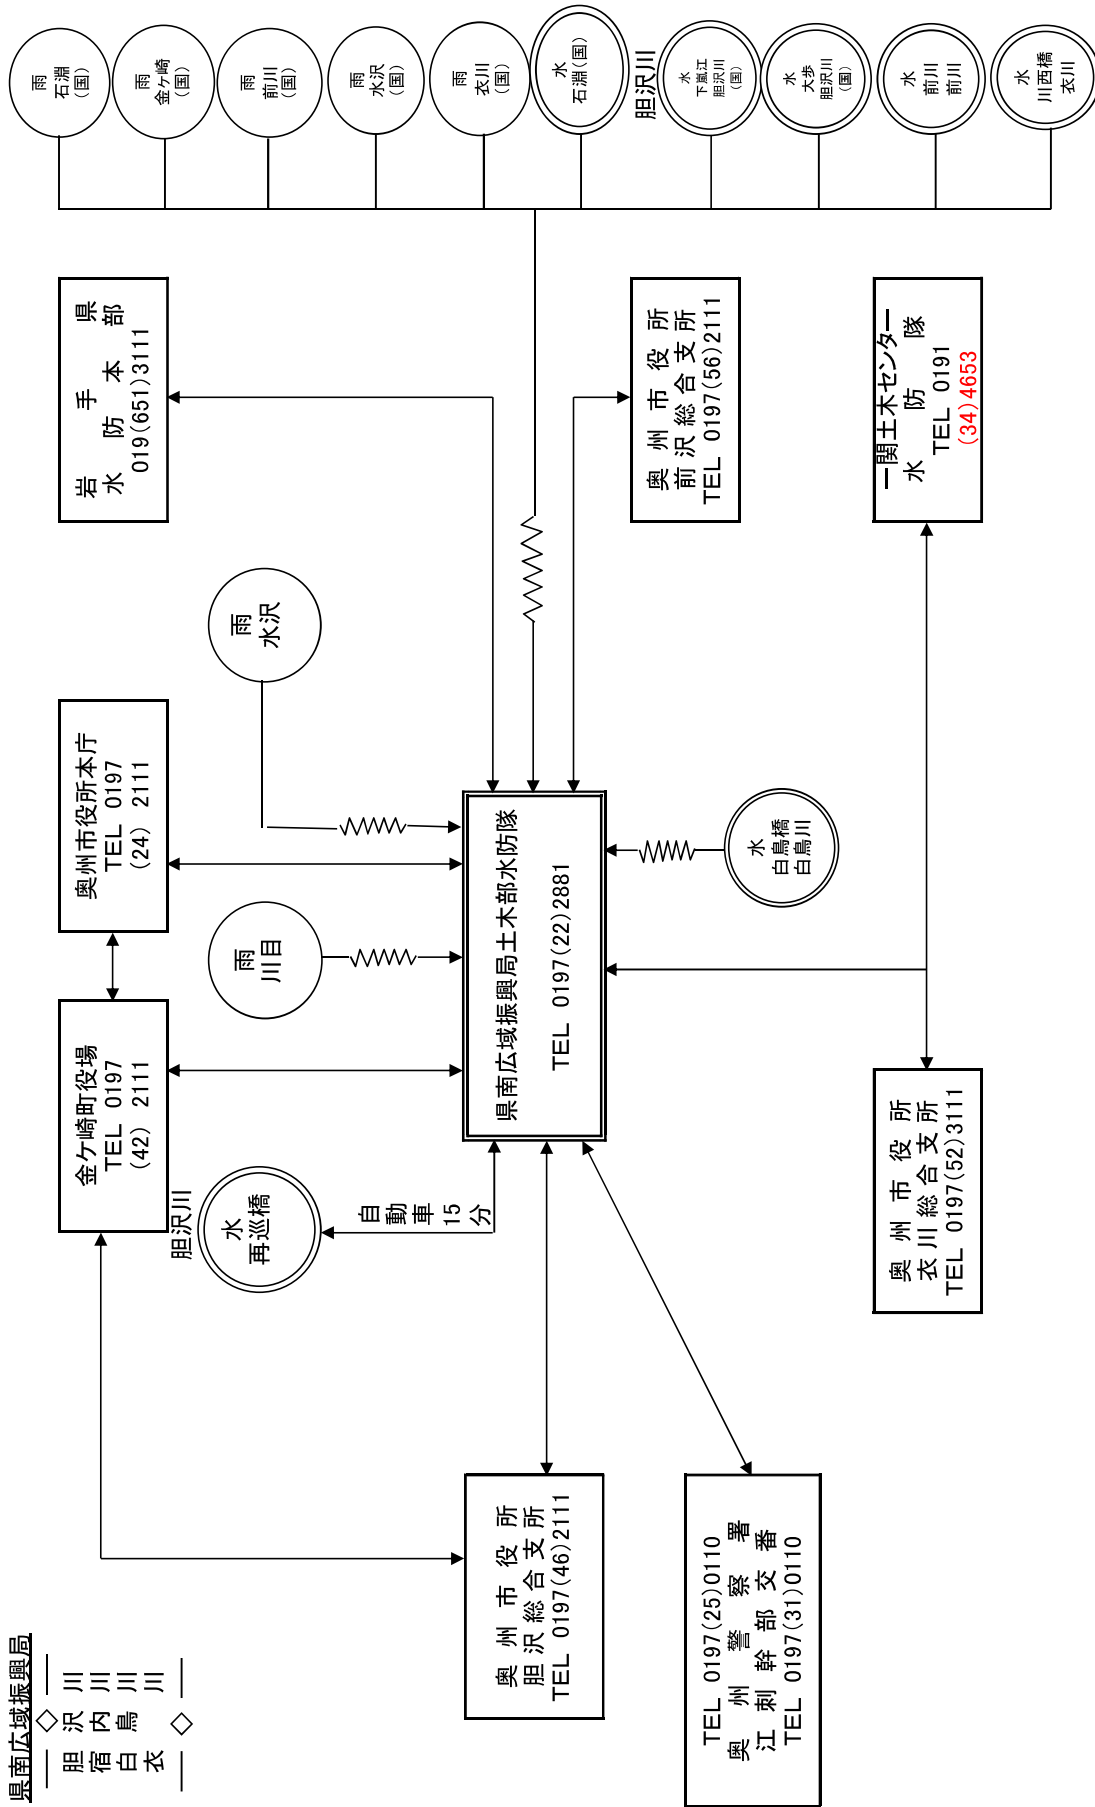 県南広域振興局
◇
胆沢川
宿内川
白鳥川
衣川
◇
奥州市役所
胆沢総合支所
TEL 0197(46)2111
TEL 0197(25)0110
奥州警察署
江刺幹部交番
TEL 0197(31)0110
金ケ崎町役場
TEL 0197
(42) 2111
胆沢川
水
再巡橋
自動車15分
奥州市役所本庁
TEL 0197
(24) 2111
雨
川目
雨
水沢
県南広域振興局土木部水防隊
TEL 0197(22)2881
水
白鳥橋
白鳥川
奥州市役所
衣川総合支所
TEL 0197(52)3111
岩手県
水防本部
019(651)3111
奥州市役所
前沢総合支所
TEL 0197(56)2111
一関土木センター
水防隊
TEL 0191
(34)4653
雨
石淵
(国)
雨
金ヶ崎
(国)
雨
前川
(国)
雨
水沢
(国)
雨
衣川
(国)
水
石淵(国)
胆沢川
水
下嵐江
胆沢川
(国)
水
大歩
胆沢川
(国)
水
前川
前川
水
川西橋
衣川